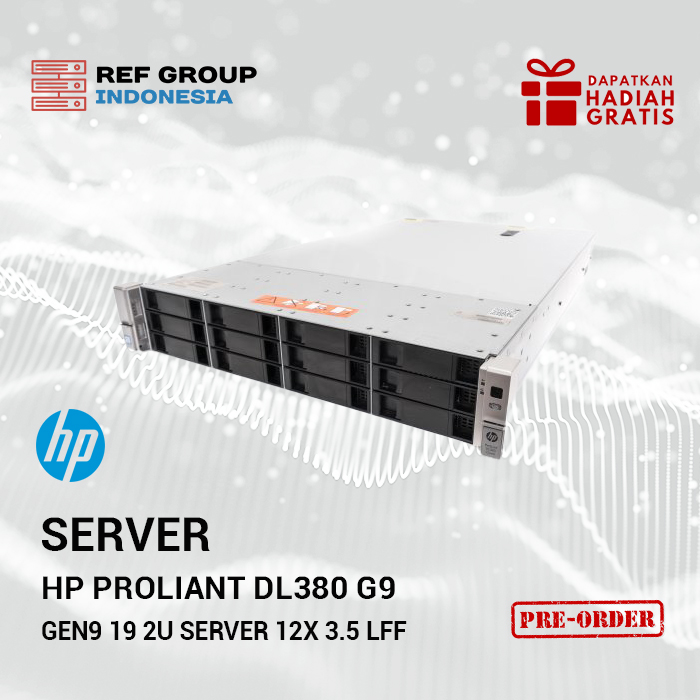 REF GROUP
INDONESIA
DAPATKAN
HADIAH
GRATIS
hp
hp
SERVER
HP PROLIANT DL380 G9
GEN9 19 2U SERVER 12X 3.5 LFF
PRE-ORDER